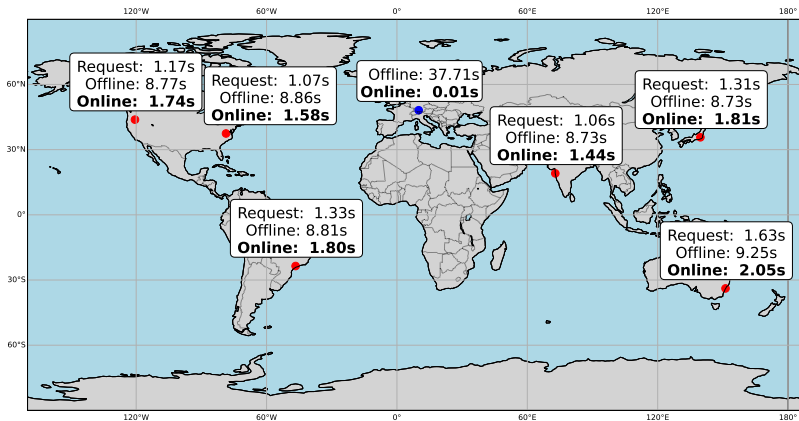 120°W 60°W 0° 60°E 120°E 180°
60°N
30°N
0°
30°S
60°S
Request: 1.17s
Offline: 8.77s
Online: 1.74s
Request: 1.07s
Offline: 8.86s
Online: 1.58s
Offline: 37.71s
Online: 0.01s
Request: 1.06s
Offline: 8.73s
Online: 1.44s
Request: 1.31s
Offline: 8.73s
Online: 1.81s
Request: 1.33s
Offline: 8.81s
Online: 1.80s
Request: 1.63s
Offline: 9.25s
Online: 2.05s
120°W 60°W 0° 60°E 120°E 180°